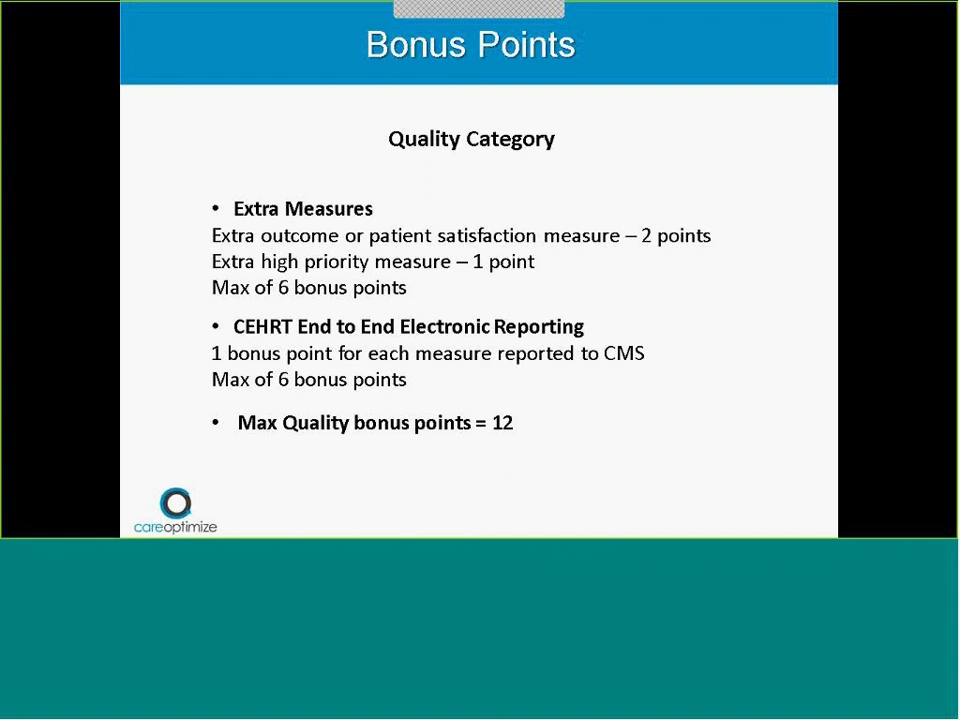 Bonus Points
Quality Category
• Extra Measures
Extra outcome or patient satisfaction measure – 2 points
Extra high priority measure – 1 point
Max of 6 bonus points
• CEHRT End to End Electronic Reporting
1 bonus point for each measure reported to CMS
Max of 6 bonus points
• Max Quality bonus points = 12
careoptimize